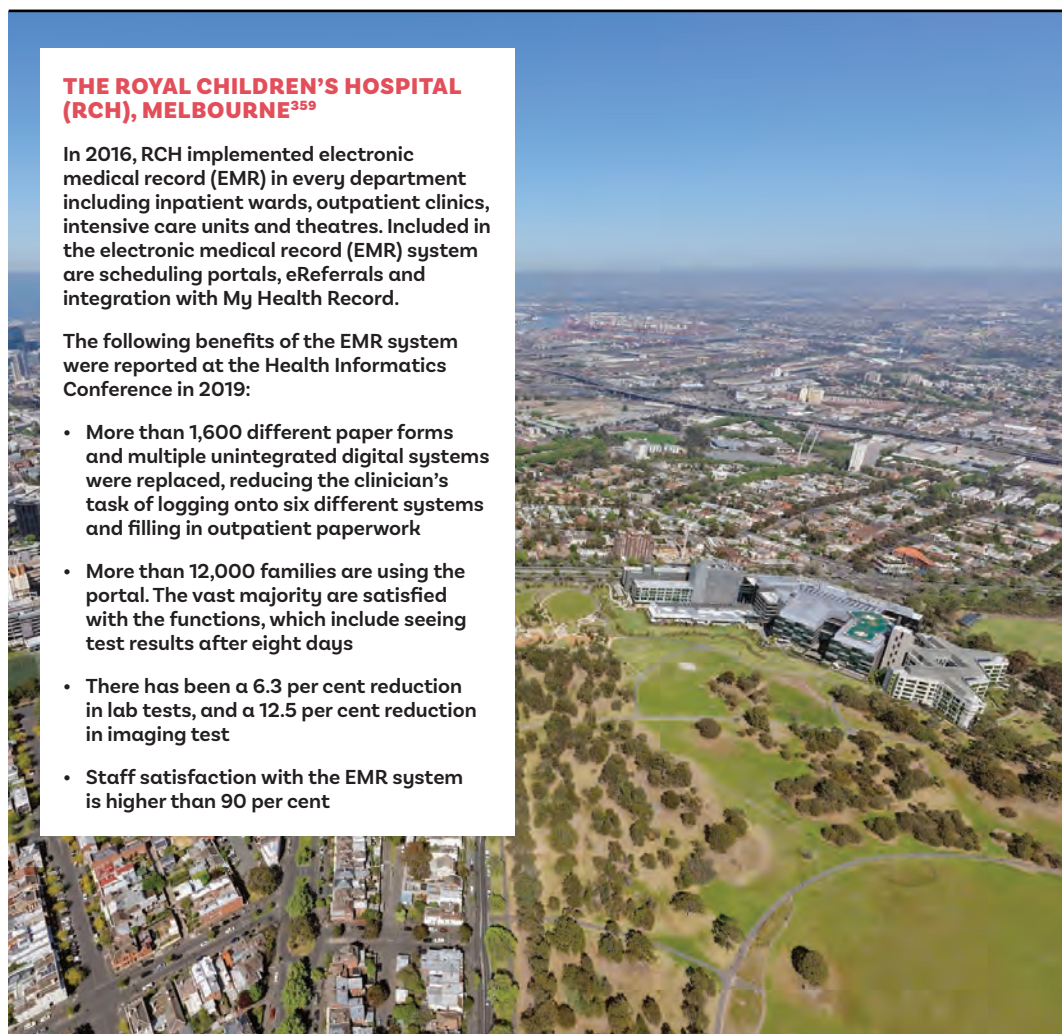 THE ROYAL CHILDREN'S HOSPITAL
(RCH), MELBOURNE³⁵⁹
In 2016, RCH implemented electronic
medical record (EMR) in every department
including inpatient wards, outpatient clinics,
intensive care units and theatres. Included in
the electronic medical record (EMR) system
are scheduling portals, eReferrals and
integration with My Health Record.
The following benefits of the EMR system
were reported at the Health Informatics
Conference in 2019:
• More than 1,600 different paper forms
and multiple unintegrated digital systems
were replaced, reducing the clinician's
task of logging onto six different systems
and filling in outpatient paperwork
• More than 12,000 families are using the
portal. The vast majority are satisfied
with the functions, which include seeing
test results after eight days
• There has been a 6.3 per cent reduction
in lab tests, and a 12.5 per cent reduction
in imaging test
• Staff satisfaction with the EMR system
is higher than 90 per cent